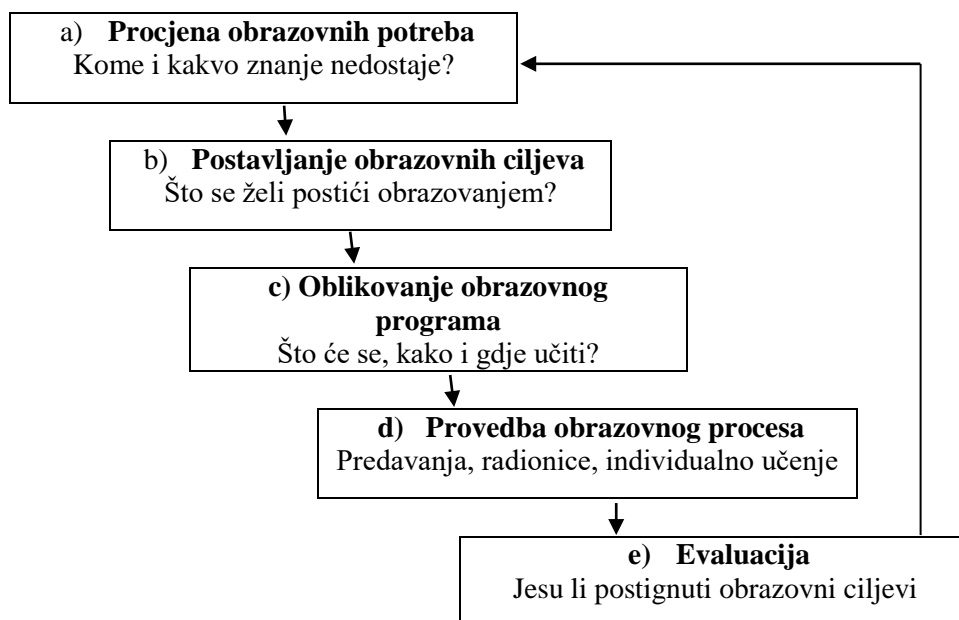 a) Procjena obrazovnih potreba
Kome i kakvo znanje nedostaje?
b) Postavljanje obrazovnih ciljeva
Što se želi postići obrazovanjem?
c) Oblikovanje obrazovnog
programa
Što će se, kako i gdje učiti?
d) Provedba obrazovnog procesa
Predavanja, radionice, individualno učenje
e) Evaluacija
Jesu li postignuti obrazovni ciljevi